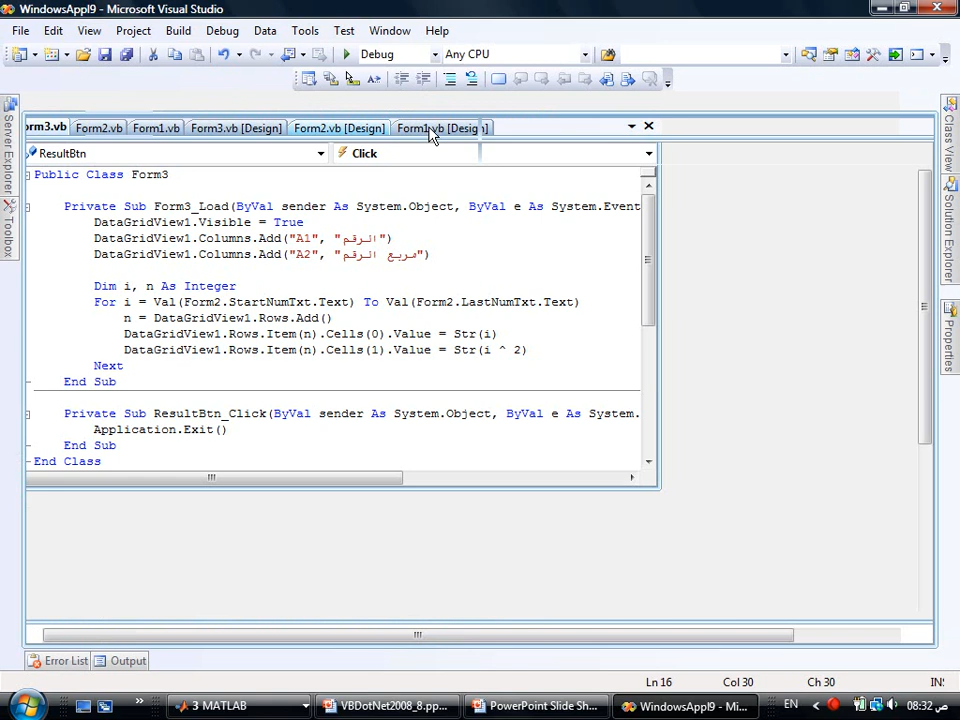 WindowsAppl9 - Microsoft Visual Studio
File Edit View Project Build Debug Data Tools Test Window Help
Debug Any CPU
orm3.vb Form2.vb Form1.vb Form3.vb [Design] Form2.vb [Design] Form1.vb [Design]
ResultBtn Click
Public Class Form3
Private Sub Form3_Load(ByVal sender As System.Object, ByVal e As System.Event
DataGridView1.Visible = True
DataGridView1.Columns.Add("A1", "الرقم")
DataGridView1.Columns.Add("A2", "مربع الرقم")
Dim i, n As Integer
For i = Val(Form2.StartNumTxt.Text) To Val(Form2.LastNumTxt.Text)
n = DataGridView1.Rows.Add()
DataGridView1.Rows.Item(n).Cells(0).Value = Str(i)
DataGridView1.Rows.Item(n).Cells(1).Value = Str(i ^ 2)
Next
End Sub
Private Sub ResultBtn_Click(ByVal sender As System.Object, ByVal e As System.
Application.Exit()
End Sub
End Class
Server Explorer
Toolbox
Class View
Solution Explorer
Properties
Error List Output
Ln 16 Col 30 Ch 30 INS
3 MATLAB VBDotNet2008_8.pp... PowerPoint Slide Sh... WindowsAppl9 - Mi... EN 08:32 ص